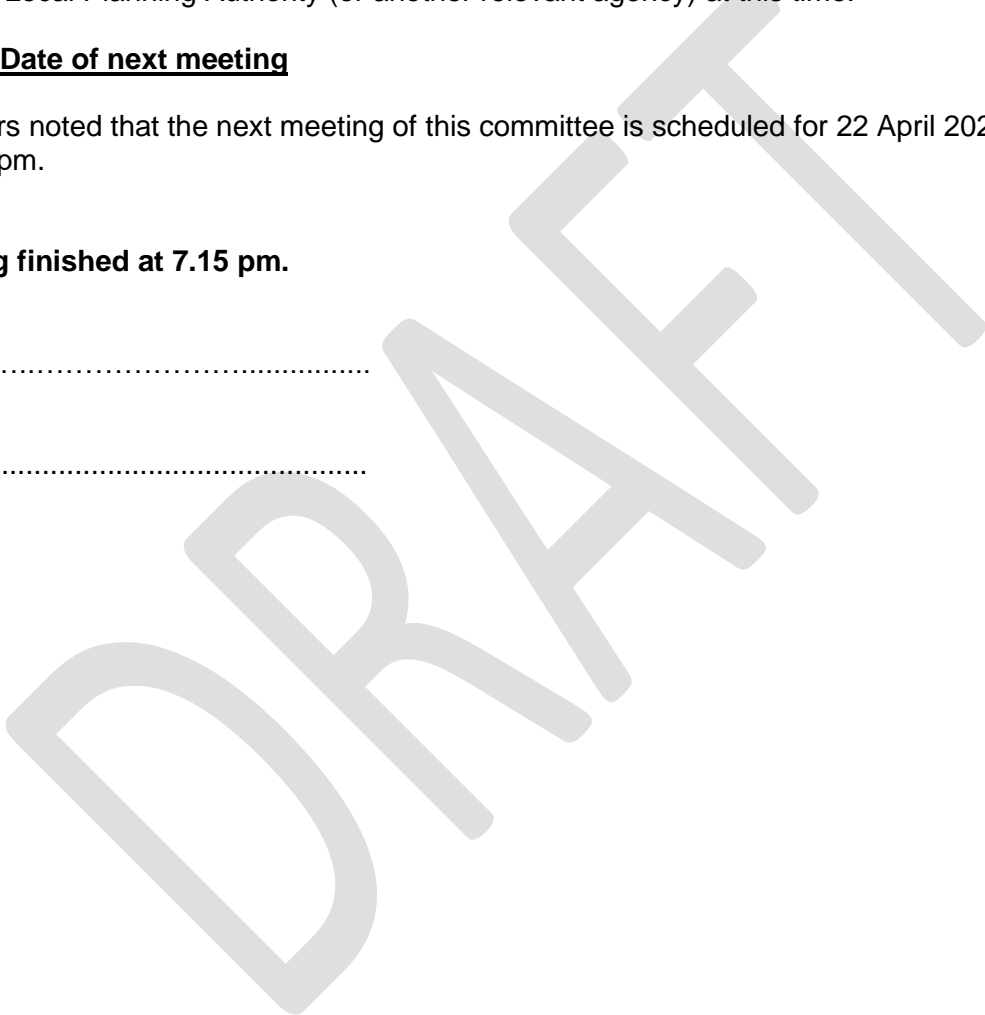 Local Planning Authority (or another relevant agency) at this time.
Date of next meeting
rs noted that the next meeting of this committee is scheduled for 22 April 202
pm.
g finished at 7.15 pm.
…..……………………...............
..............................................
DRAFT